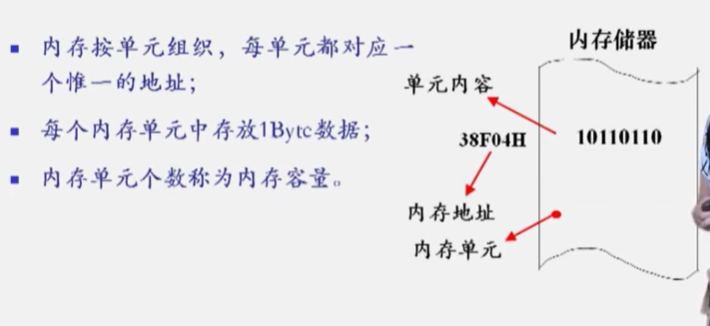 内存按单元组织，每单元都对应一
个惟一的地址；
每个内存单元中存放1Byte数据；
内存单元个数称为内存容量。
内存储器
单元内容
38F04H
10110110
内存地址
内存单元